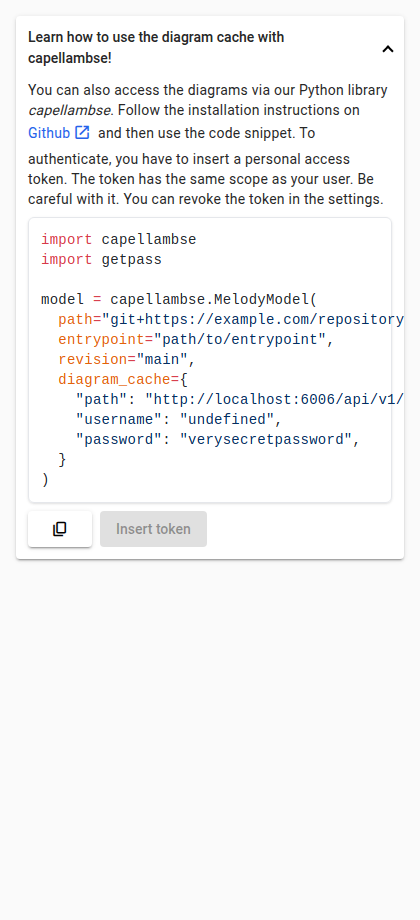 Learn how to use the diagram cache with
capellambse!
You can also access the diagrams via our Python library
capellambse. Follow the installation instructions on
Github and then use the code snippet. To
authenticate, you have to insert a personal access
token. The token has the same scope as your user. Be
careful with it. You can revoke the token in the settings.
import capellambse
import getpass
model = capellambse.MelodyModel(
  path="git+https://example.com/repository
  entrypoint="path/to/entrypoint",
  revision="main",
  diagram_cache={
    "path": "http://localhost:6006/api/v1/
    "username": "undefined",
    "password": "verysecretpassword",
  }
)
Insert token